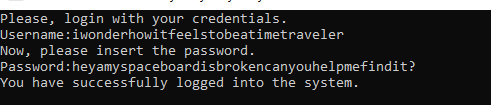 Please, login with your credentials.
Username:iwonderhowitfeelstobeatimetraveler
Now, please insert the password.
Password:heyamyspaceboardisbrokencanyouhelpmefindit?
You have successfully logged into the system.